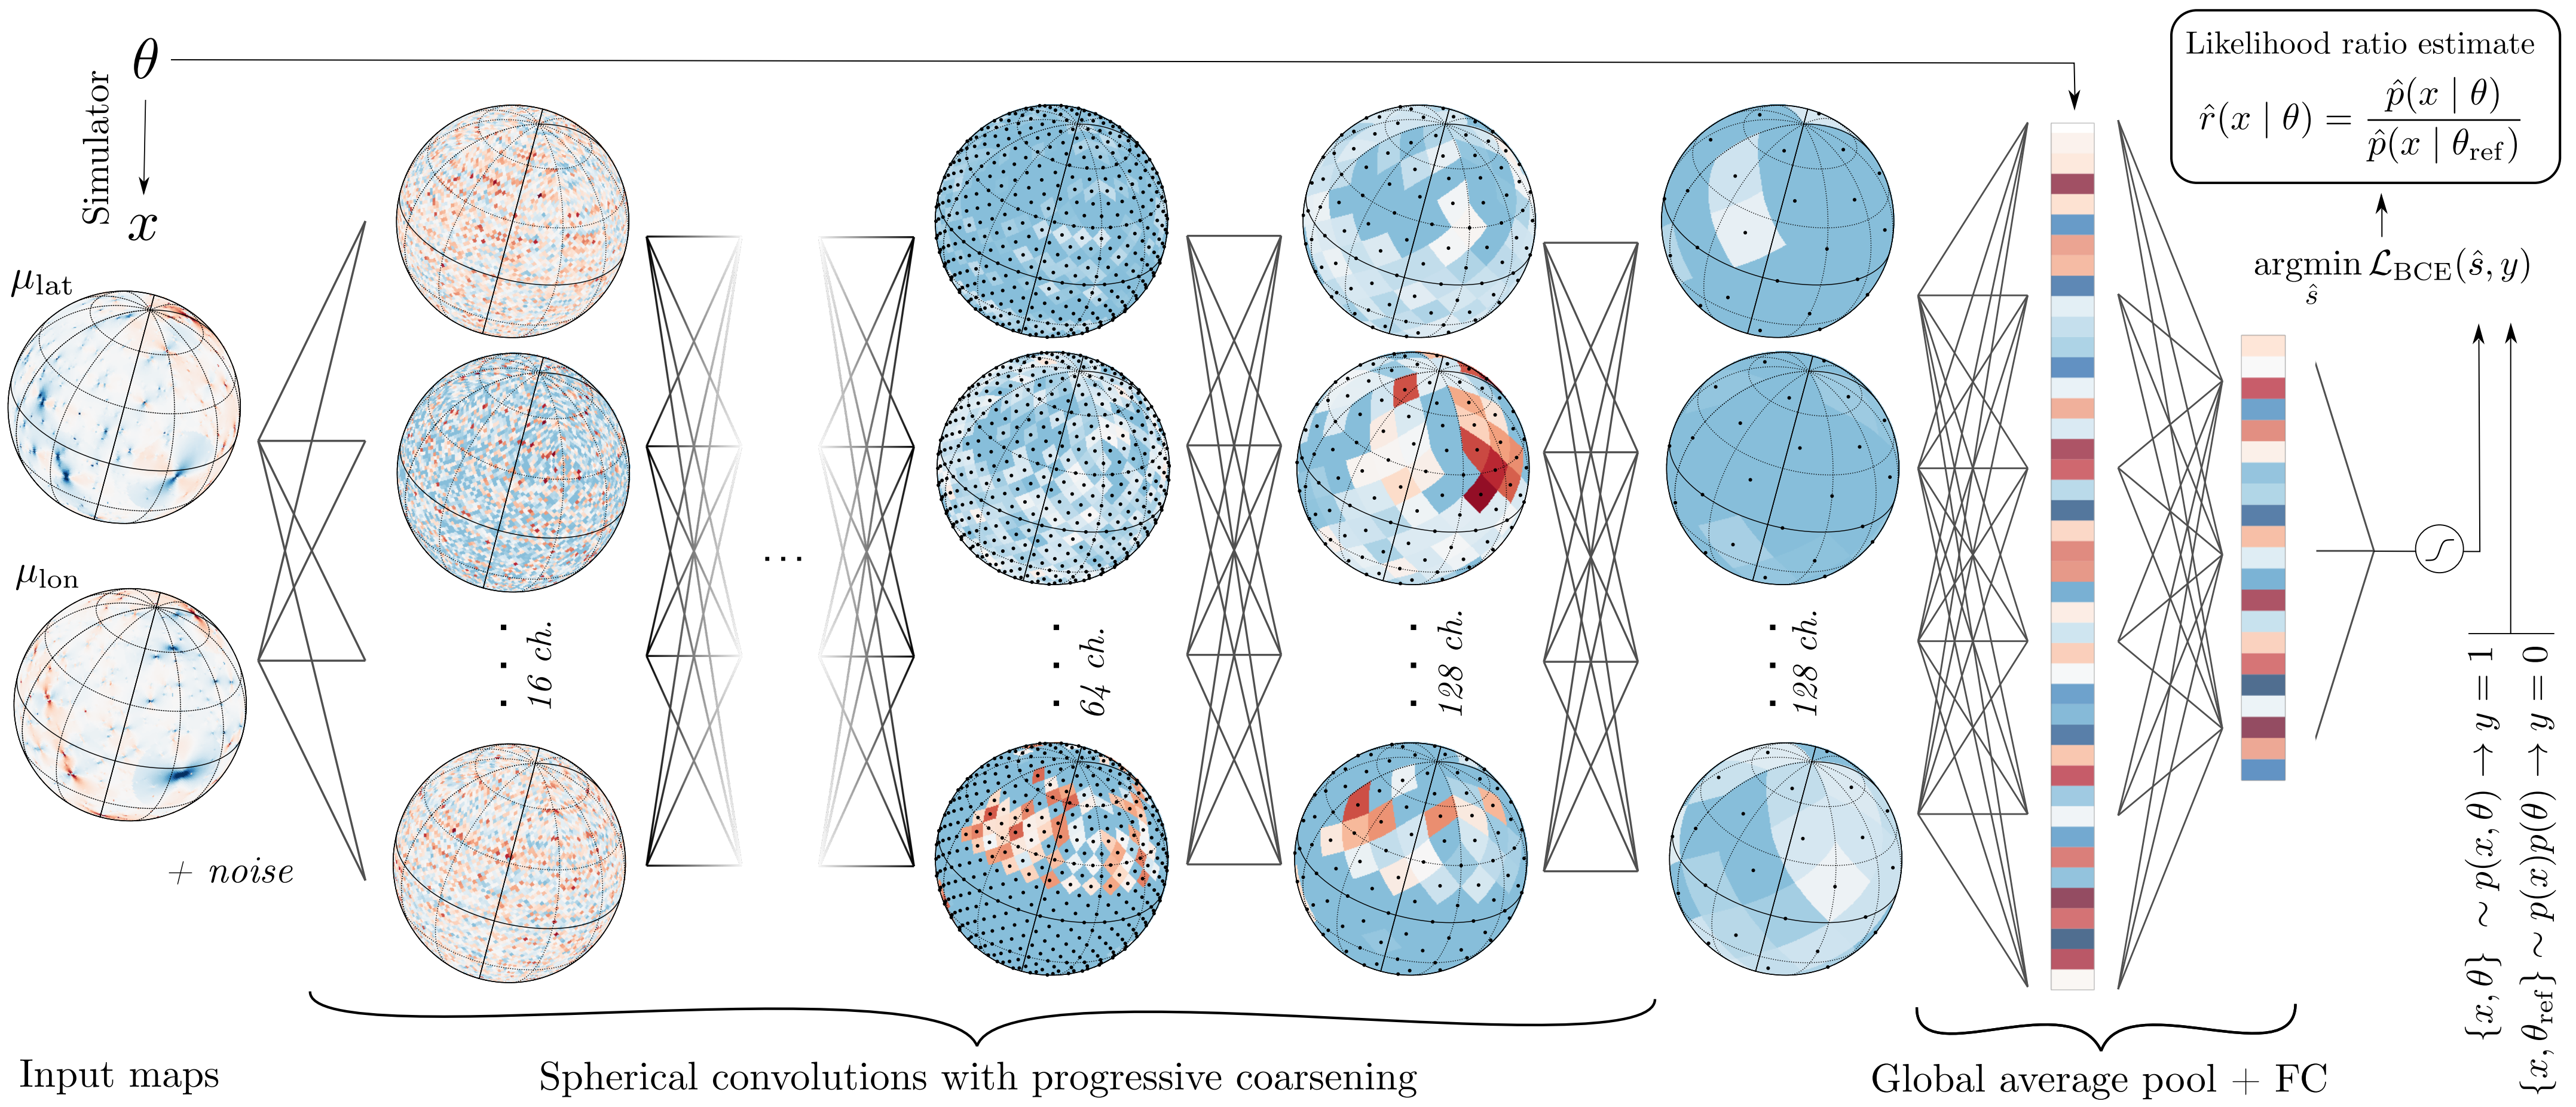 θ
Simulator
x
μ_lat
μ_lon
+ noise
16 ch.
...
64 ch.
128 ch.
128 ch.
Likelihood ratio estimate
r̂(x | θ) = p̂(x | θ) / p̂(x | θ_ref)
argmin_ŝ ℒ_BCE(ŝ, y)
{x, θ} ∼ p(x, θ) → y = 1
{x, θ_ref} ∼ p(x)p(θ) → y = 0
Input maps
Spherical convolutions with progressive coarsening
Global average pool + FC